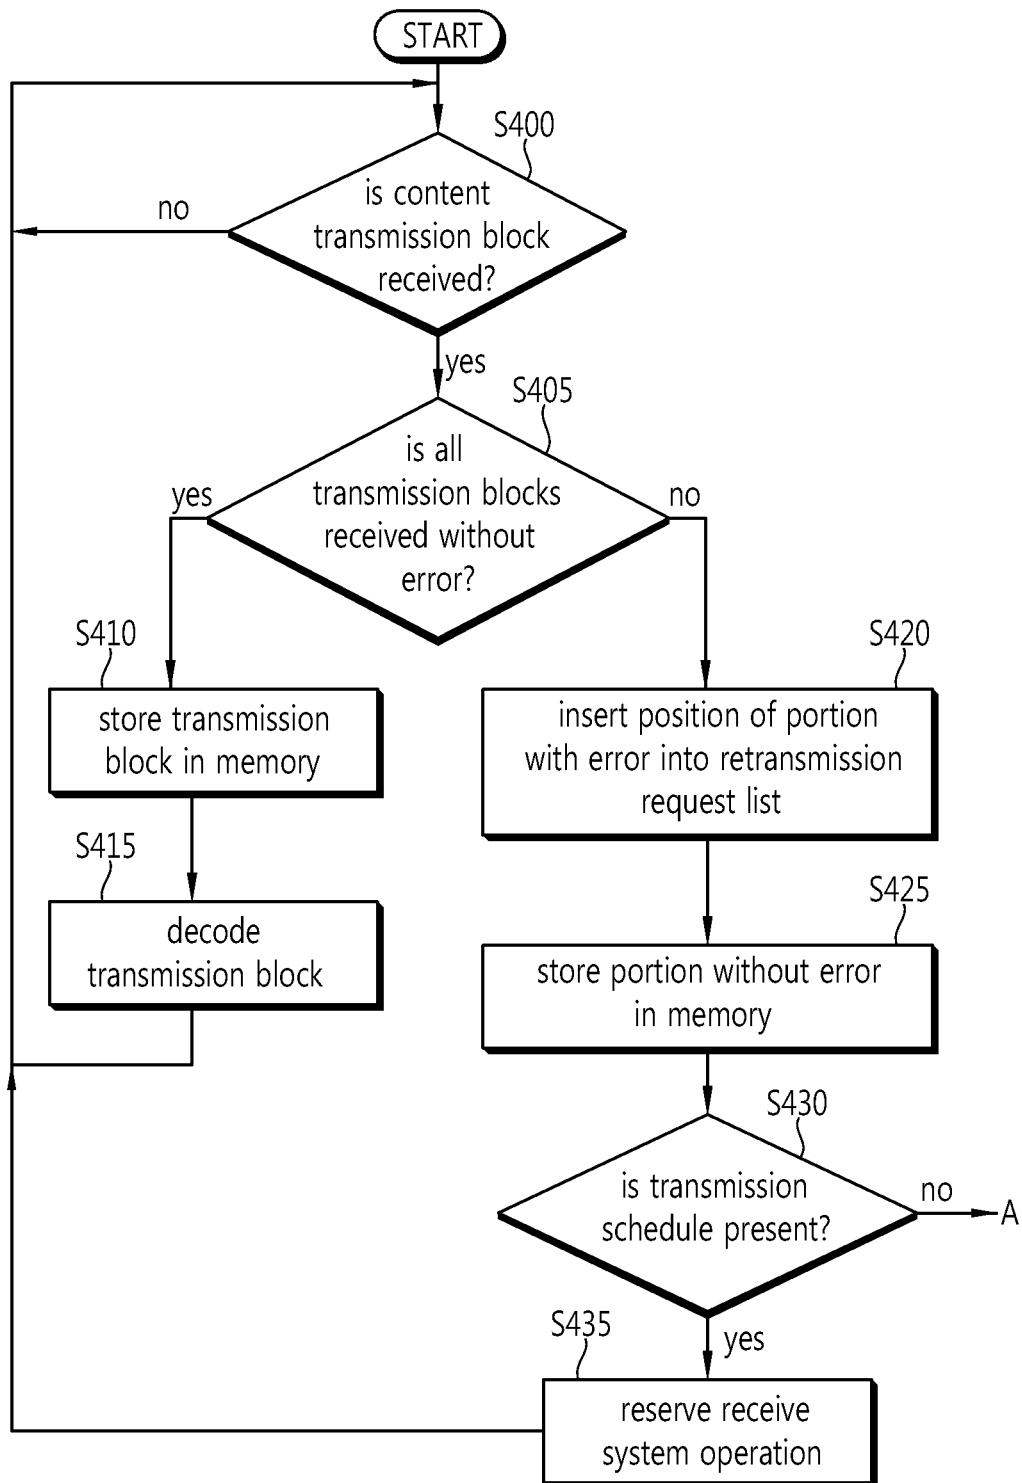 START
S400
is content
transmission block
received?
no
yes
S405
is all
transmission blocks
received without
error?
yes
no
S410
store transmission
block in memory
S420
insert position of portion
with error into retransmission
request list
S415
decode
transmission block
S425
store portion without error
in memory
S430
is transmission
schedule present?
no
A
yes
S435
reserve receive
system operation